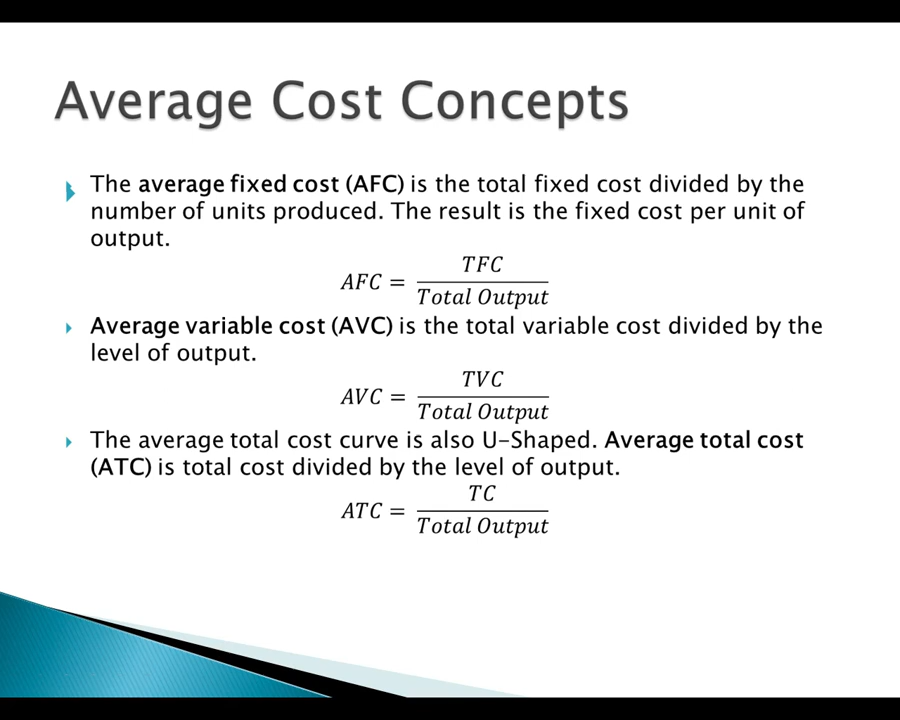 Average Cost Concepts
The average fixed cost (AFC) is the total fixed cost divided by the
number of units produced. The result is the fixed cost per unit of
output.
AFC = TFC / Total Output
Average variable cost (AVC) is the total variable cost divided by the
level of output.
AVC = TVC / Total Output
The average total cost curve is also U-Shaped. Average total cost
(ATC) is total cost divided by the level of output.
ATC = TC / Total Output